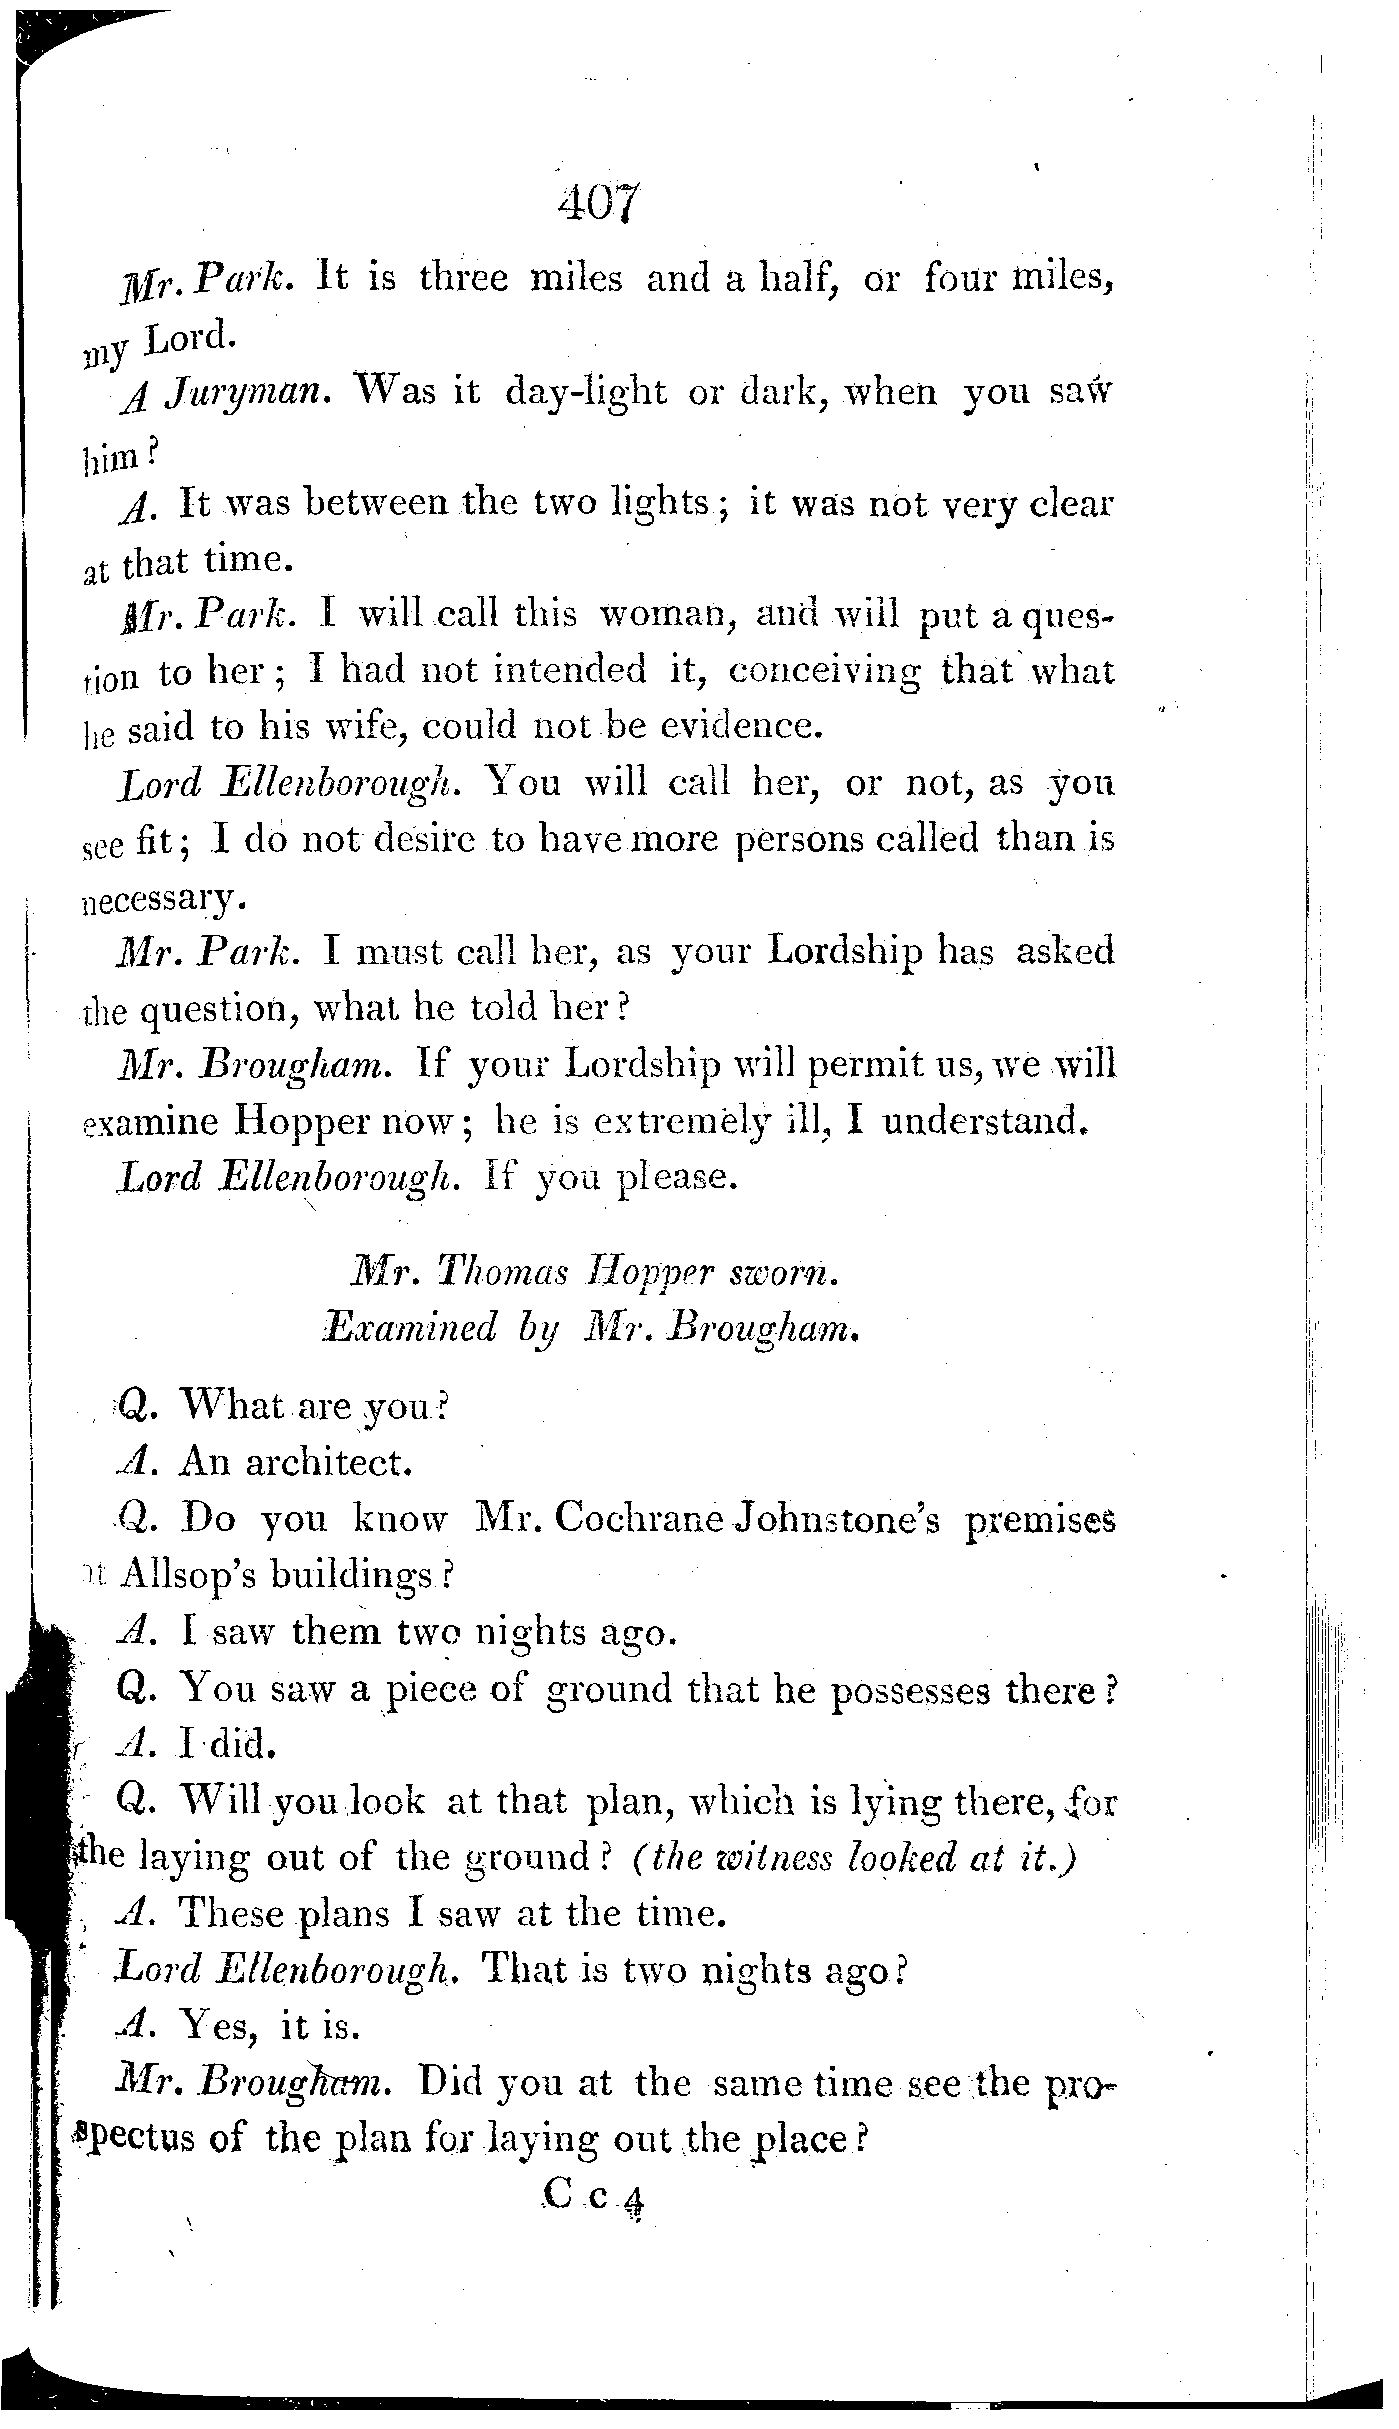 407
Mr. Park. It is three miles and a half, or four miles,
my Lord.
A Juryman. Was it day-light or dark, when you saw
him?
A. It was between the two lights; it was not very clear
at that time.
Mr. Park. I will call this woman, and will put a ques-
tion to her; I had not intended it, conceiving that what
he said to his wife, could not be evidence.
Lord Ellenborough. You will call her, or not, as you
see fit; I do not desire to have more persons called than is
necessary.
Mr. Park. I must call her, as your Lordship has asked
the question, what he told her?
Mr. Brougham. If your Lordship will permit us, we will
examine Hopper now; he is extremely ill, I understand.
Lord Ellenborough. If you please.
Mr. Thomas Hopper sworn.
Examined by Mr. Brougham.
Q. What are you?
A. An architect.
Q. Do you know Mr. Cochrane Johnstone's premises
at Allsop's buildings?
A. I saw them two nights ago.
Q. You saw a piece of ground that he possesses there?
A. I did.
Q. Will you look at that plan, which is lying there, for
the laying out of the ground? (the witness looked at it.)
A. These plans I saw at the time.
Lord Ellenborough. That is two nights ago?
A. Yes, it is.
Mr. Brougham. Did you at the same time see the pro-
spectus of the plan for laying out the place?
C c 4